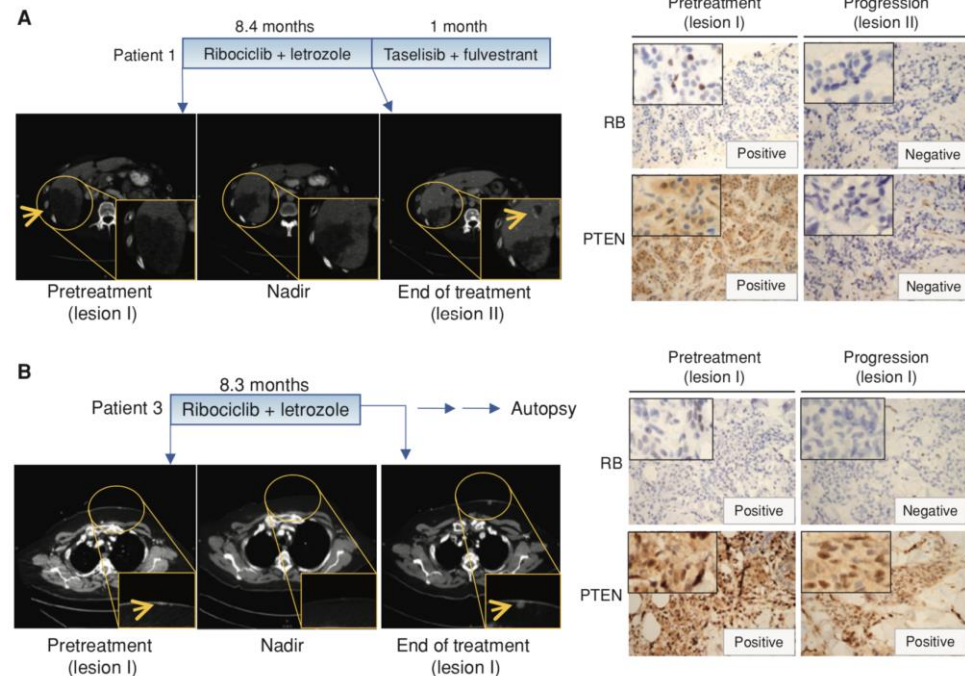 A
8.4 months
1 month
Patient 1
Ribociclib + letrozole
Taselisib + fulvestrant
Pretreatment
(lesion I)
Nadir
End of treatment
(lesion II)
Pretreatment
(lesion I)
Progression
(lesion II)
RB
Positive
Negative
PTEN
Positive
Negative
B
8.3 months
Patient 3
Ribociclib + letrozole
Autopsy
Pretreatment
(lesion I)
Nadir
End of treatment
(lesion I)
Pretreatment
(lesion I)
Progression
(lesion I)
RB
Positive
Negative
PTEN
Positive
Positive